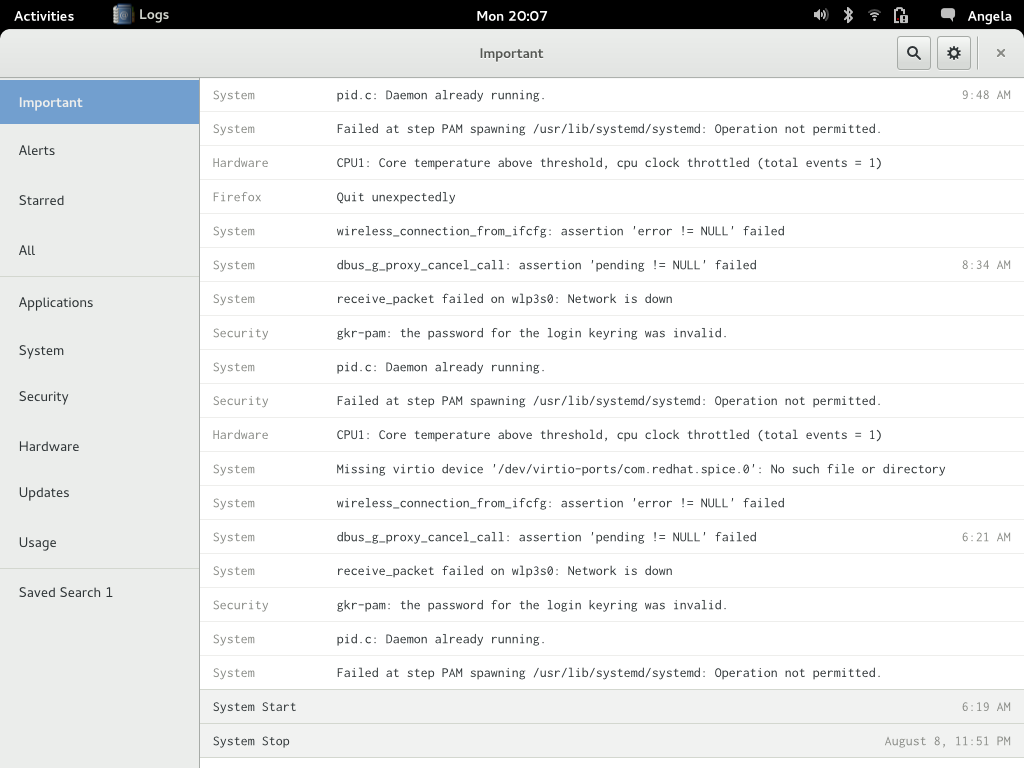 Activities Logs Mon 20:07 Angela
Important
Important
Alerts
Starred
All
Applications
System
Security
Hardware
Updates
Usage
Saved Search 1
System pid.c: Daemon already running. 9:48 AM
System Failed at step PAM spawning /usr/lib/systemd/systemd: Operation not permitted.
Hardware CPU1: Core temperature above threshold, cpu clock throttled (total events = 1)
Firefox Quit unexpectedly
System wireless_connection_from_ifcfg: assertion 'error != NULL' failed
System dbus_g_proxy_cancel_call: assertion 'pending != NULL' failed 8:34 AM
System receive_packet failed on wlp3s0: Network is down
Security gkr-pam: the password for the login keyring was invalid.
System pid.c: Daemon already running.
Security Failed at step PAM spawning /usr/lib/systemd/systemd: Operation not permitted.
Hardware CPU1: Core temperature above threshold, cpu clock throttled (total events = 1)
System Missing virtio device '/dev/virtio-ports/com.redhat.spice.0': No such file or directory
System wireless_connection_from_ifcfg: assertion 'error != NULL' failed
System dbus_g_proxy_cancel_call: assertion 'pending != NULL' failed 6:21 AM
System receive_packet failed on wlp3s0: Network is down
Security gkr-pam: the password for the login keyring was invalid.
System pid.c: Daemon already running.
System Failed at step PAM spawning /usr/lib/systemd/systemd: Operation not permitted.
System Start 6:19 AM
System Stop August 8, 11:51 PM